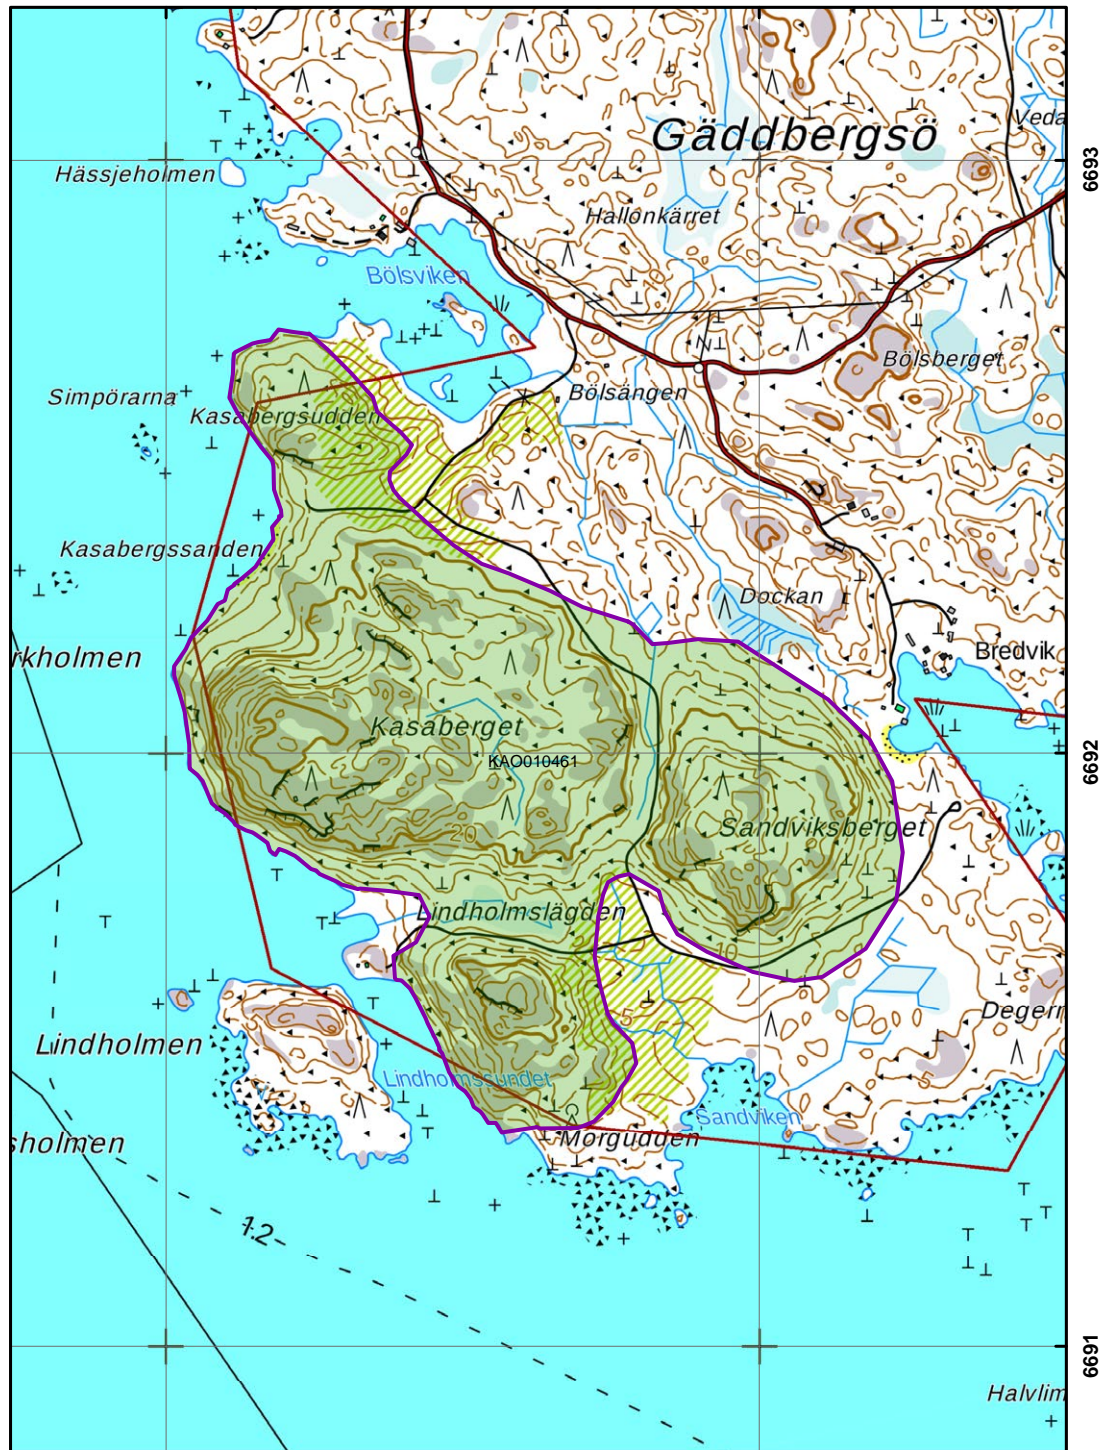 Gäddbergsö
Veda
6693
Hässjeholmen
Hallonkärret
Bölsviken
Bölsberget
Bölsängen
Simpörarna
Kasabergsudden
Kasabergssanden
Dockan
rkholmen
Bredvik
Kasaberget
KAO010461
6692
Sandviksberget
20
Lindholmslägden
10
5
Degerr
Lindholmen
Lindholmssundet
Sandviken
Morgudden
sholmen
12
6691
Halvlim